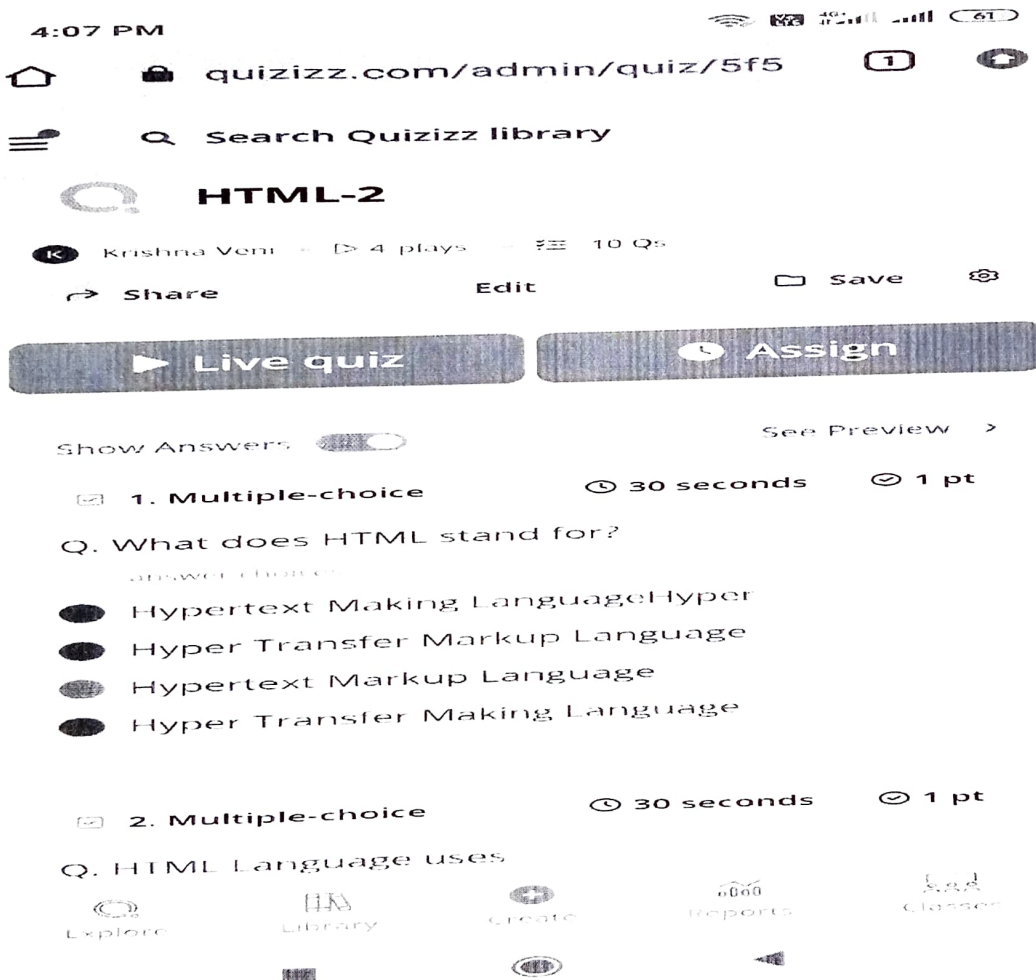 4:07 PM 4G+ 61
quizizz.com/admin/quiz/5f5 1
Search Quizizz library
HTML-2
K Krishna Veni 4 plays 10 Qs
Share Edit Save
Live quiz Assign
Show Answers See Preview >
1. Multiple-choice 30 seconds 1 pt
Q. What does HTML stand for?
answer choices
Hypertext Making LanguageHyper
Hyper Transfer Markup Language
Hypertext Markup Language
Hyper Transfer Making Language
2. Multiple-choice 30 seconds 1 pt
Q. HTML Language uses
Explore Library Create Reports Classes